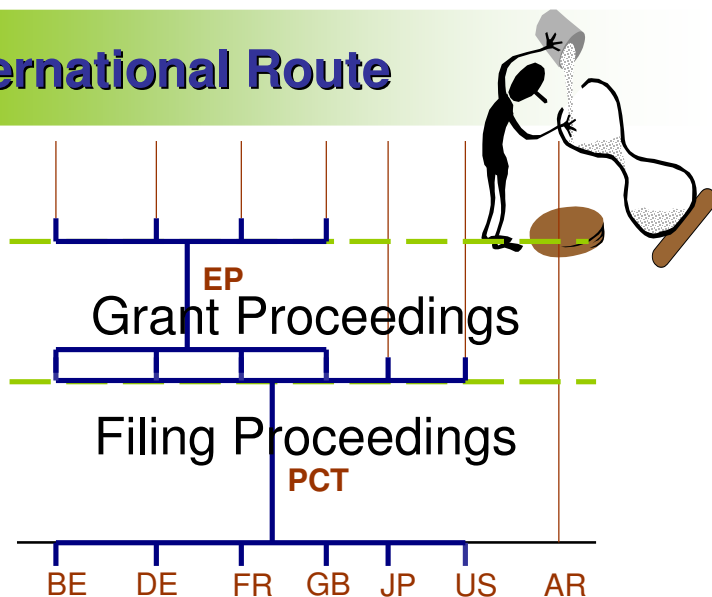 ernational Route
EP
Grant Proceedings
Filing Proceedings
PCT
BE DE FR GB JP US AR